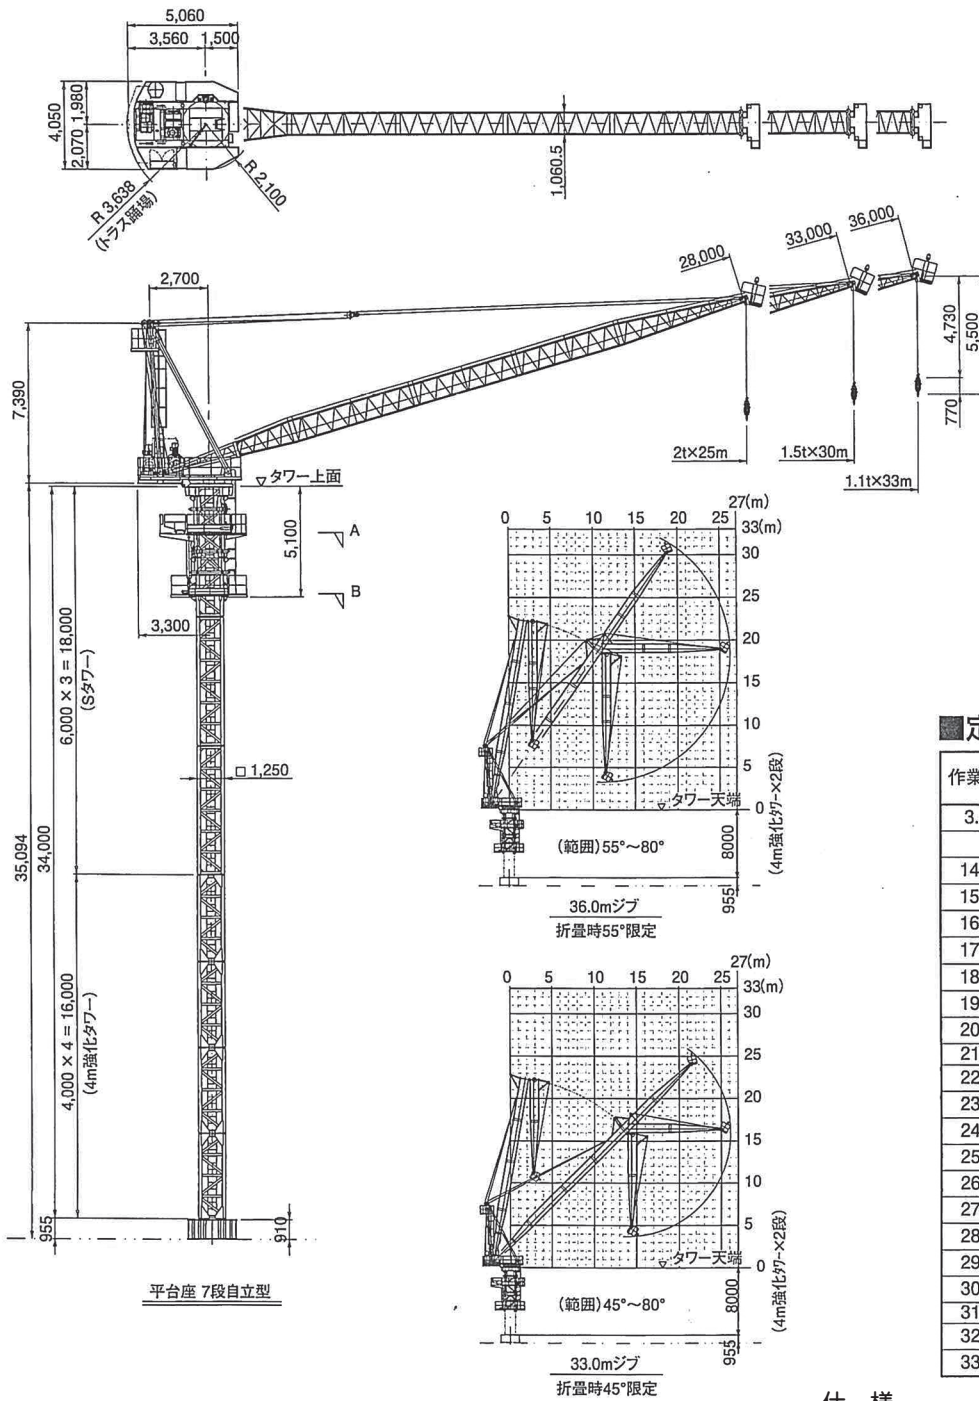 5,060
3,560
1,500
4,050
1,980
2,070
R 3,638
(トラス踊場)
R 2,100
1,060.5
28,000
33,000
36,000
2,700
7,390
4,730
5,500
770
2t×25m
1.5t×30m
1.1t×33m
▽タワー上面
A
5,100
B
3,300
6,000 × 3 = 18,000
(Sタワー)
□1,250
35,094
34,000
4,000 × 4 = 16,000
(4m強化タワー)
955
910
平台座 7段自立型
27(m)
0 5 10 15 20 25
33(m)
30
25
20
15
10
5
▽タワー天端 0
(範囲)55°～80°
8000
(4m強化タワー×2段)
955
36.0mジブ
折畳時55°限定
27(m)
0 5 10 15 20 25
33(m)
30
25
20
15
10
5
▽タワー天端 0
(範囲)45°～80°
8000
(4m強化タワー×2段)
955
33.0mジブ
折畳時45°限定
■定
作業
3.
14
15
16
17
18
19
20
21
22
23
24
25
26
27
28
29
30
31
32
33